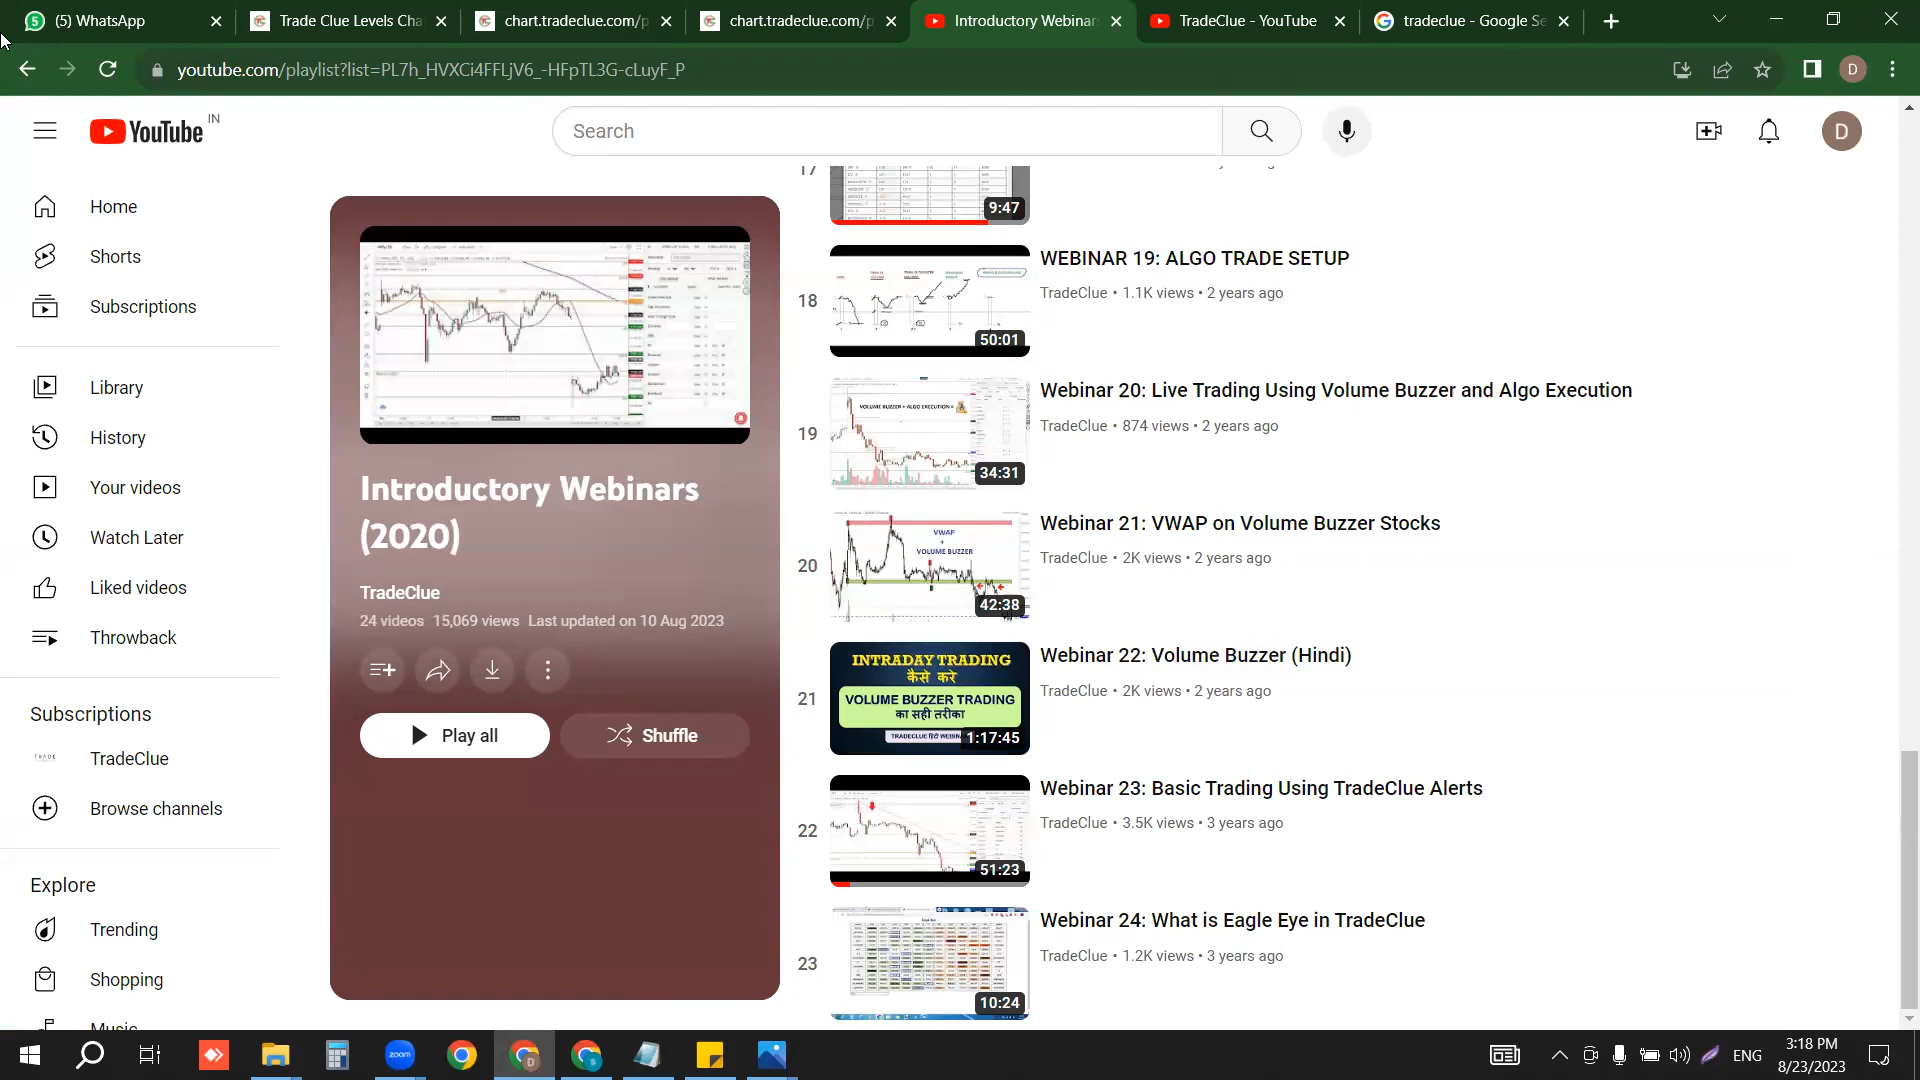 (5) WhatsApp
Trade Clue Levels Cha
chart.tradeclue.com/p
chart.tradeclue.com/p
Introductory Webinar
TradeClue - YouTube
tradeclue - Google Se
youtube.com/playlist?list=PL7h_HVXCi4FFLjV6_-HFpTL3G-cLuyF_P
D
YouTube IN
Search
D
Home
Shorts
Subscriptions
Library
History
Your videos
Watch Later
Liked videos
Throwback
Subscriptions
TradeClue
Browse channels
Explore
Trending
Shopping
Music
Introductory Webinars
(2020)
TradeClue
24 videos 15,069 views Last updated on 10 Aug 2023
Play all
Shuffle
17
9:47
18
50:01
WEBINAR 19: ALGO TRADE SETUP
TradeClue • 1.1K views • 2 years ago
19
VOLUME BUZZER + ALGO EXECUTION =
34:31
Webinar 20: Live Trading Using Volume Buzzer and Algo Execution
TradeClue • 874 views • 2 years ago
20
VWAP
+
VOLUME BUZZER
42:38
Webinar 21: VWAP on Volume Buzzer Stocks
TradeClue • 2K views • 2 years ago
21
INTRADAY TRADING
कैसे करे
VOLUME BUZZER TRADING
का सही तरीका
TRADECLUE हिंदी WEBINA
1:17:45
Webinar 22: Volume Buzzer (Hindi)
TradeClue • 2K views • 2 years ago
22
51:23
Webinar 23: Basic Trading Using TradeClue Alerts
TradeClue • 3.5K views • 3 years ago
23
10:24
Webinar 24: What is Eagle Eye in TradeClue
TradeClue • 1.2K views • 3 years ago
zoom
ENG
3:18 PM
8/23/2023